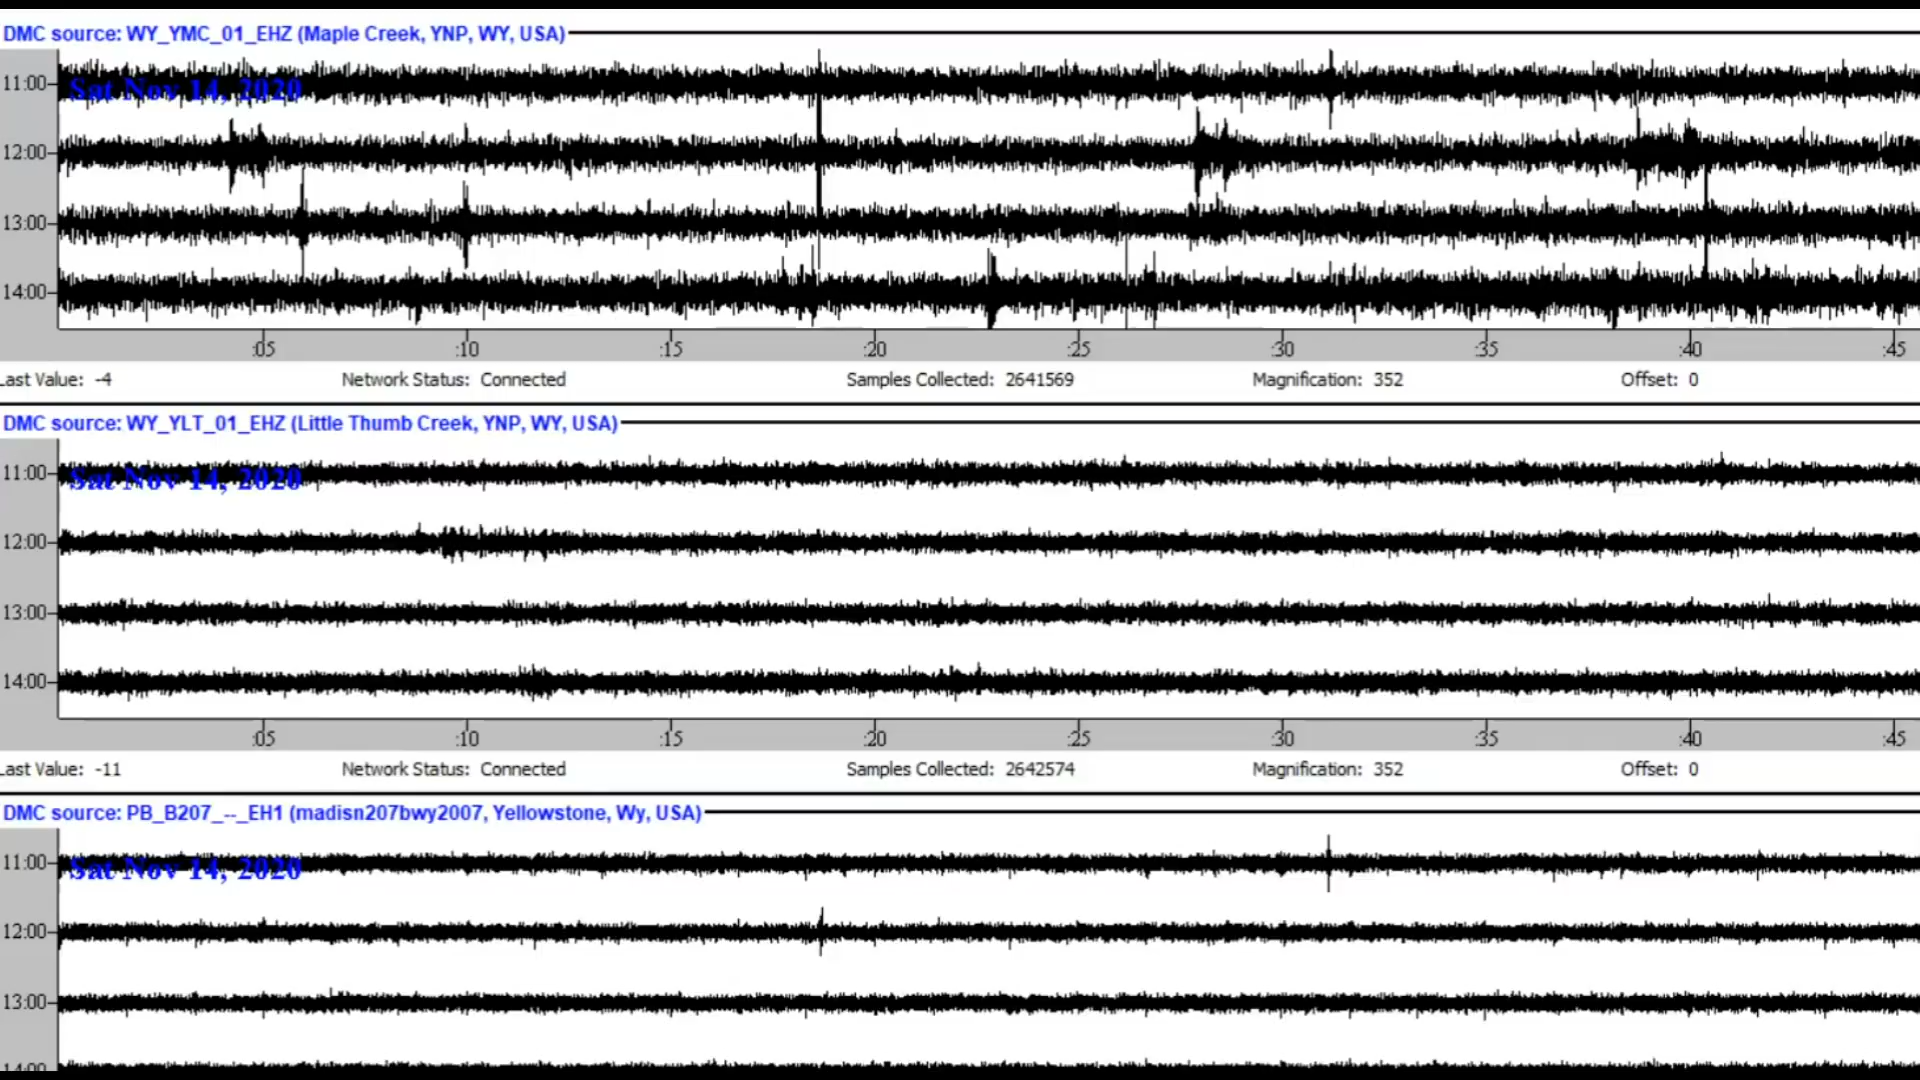 DMC source: WY_YMC_01_EHZ (Maple Creek, YNP, WY, USA)
11:00
Sat Nov 14, 2020
12:00
13:00
14:00
:05 :10 :15 :20 :25 :30 :35 :40 :45
Last Value: -4 Network Status: Connected Samples Collected: 2641569 Magnification: 352 Offset: 0
DMC source: WY_YLT_01_EHZ (Little Thumb Creek, YNP, WY, USA)
11:00
Sat Nov 14, 2020
12:00
13:00
14:00
:05 :10 :15 :20 :25 :30 :35 :40 :45
Last Value: -11 Network Status: Connected Samples Collected: 2642574 Magnification: 352 Offset: 0
DMC source: PB_B207_--_EH1 (madisn207bwy2007, Yellowstone, Wy, USA)
11:00
Sat Nov 14, 2020
12:00
13:00
14:00